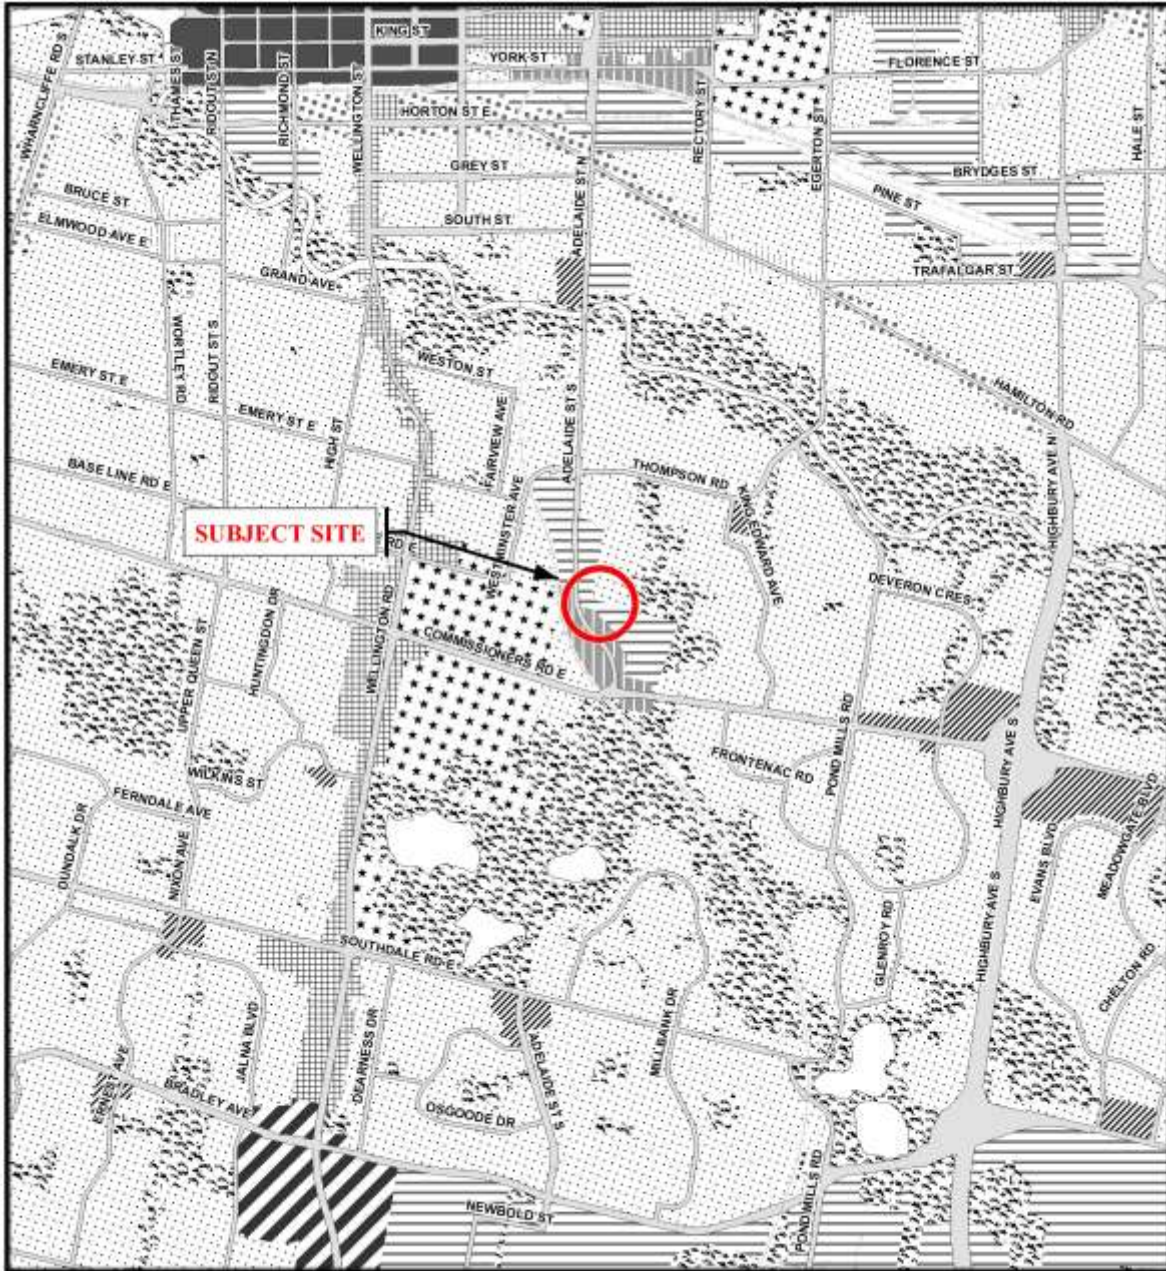 KING ST
STANLEY ST
YORK ST
FLORENCE ST
WHARNCLIFFE RD S
THAMES ST
RIDOUT ST N
RICHMOND ST
WELLINGTON ST
HORTON ST E
RECTORY ST
EGERTON ST
HALE ST
GREY ST
ADELAIDE ST N
BRYDGES ST
BRUCE ST
PINE ST
ELMWOOD AVE E
SOUTH ST
GRAND AVE
TRAFALGAR ST
WORTLEY RD
RIDOUT ST S
WESTON ST
EMERY ST E
HAMILTON RD
EMERY ST E
HIGH ST
FAIRVIEW AVE
ADELAIDE ST S
HIGHBURY AVE N
BASE LINE RD E
THOMPSON RD
WESTMINSTER AVE
KING EDWARD AVE
SUBJECT SITE
RD E
DEVERON CRES
HUNTINGDON DR
WELLINGTON RD
UPPER QUEEN ST
COMMISSIONERS RD E
POND MILLS RD
FRONTENAC RD
WILKINS ST
HIGHBURY AVE S
FERNDALE AVE
DUNDALK DR
NIXON AVE
EVANS BLVD
MEADOWGATE BLVD
GLENROY RD
HIGHBURY AVE S
SOUTHDALE RD E
CHELTON RD
JALNA BLVD
DEARNESS DR
ADELAIDE ST S
MILLBANK DR
ERNEST AVE
BRADLEY AVE
OSGOODE DR
NEWBOLD ST
POND MILLS RD